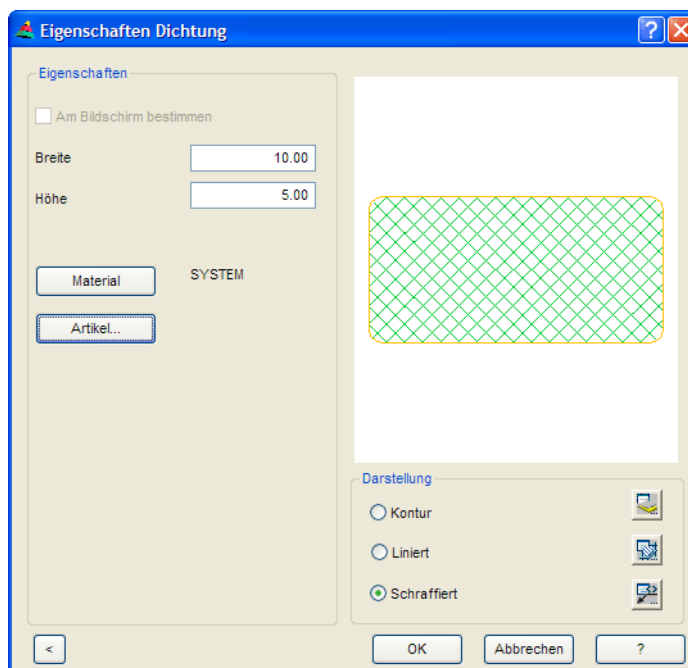 Eigenschaften Dichtung
Eigenschaften
Am Bildschirm bestimmen
Breite 10.00
Höhe 5.00
Material SYSTEM
Artikel...
Darstellung
Kontur
Liniert
Schraffiert
< OK Abbrechen ?